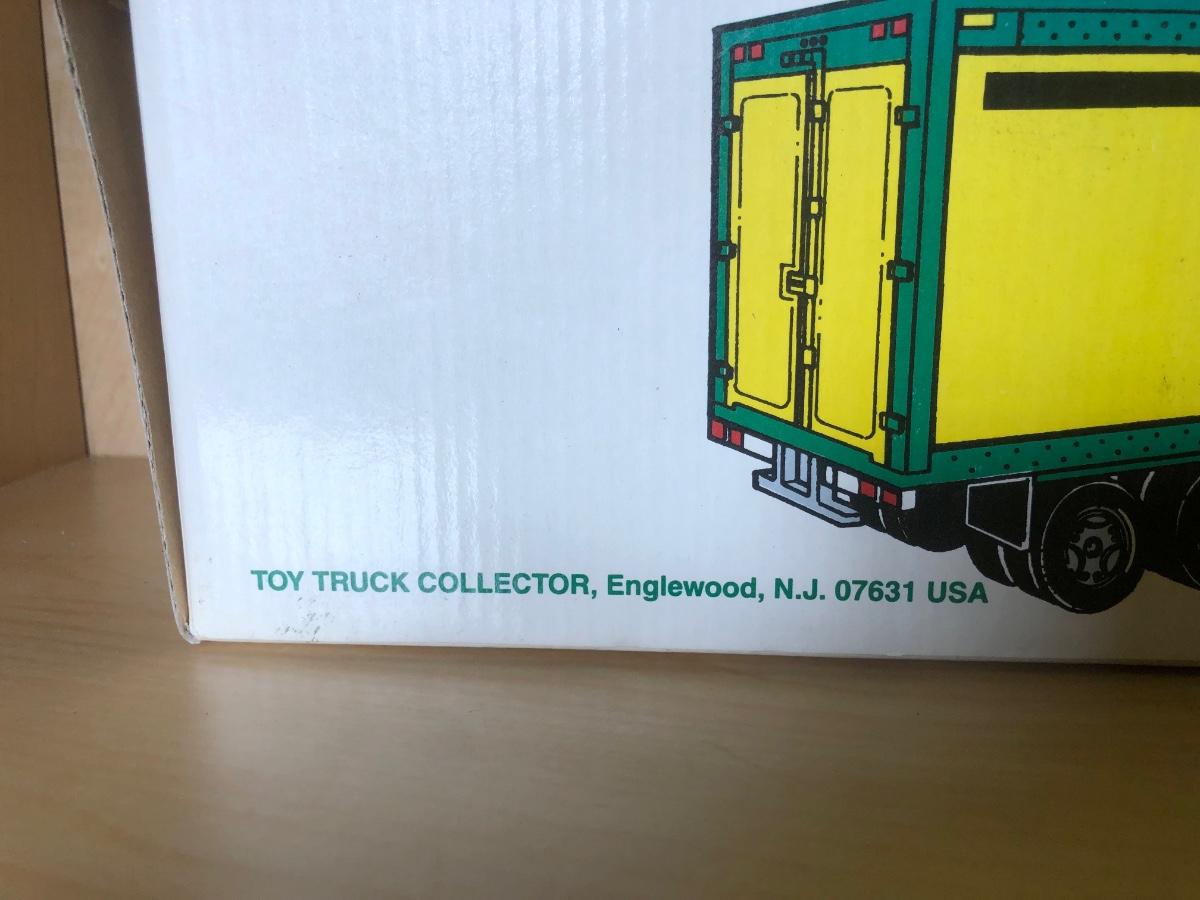 TOY TRUCK COLLECTOR, Englewood, N.J. 07631 USA